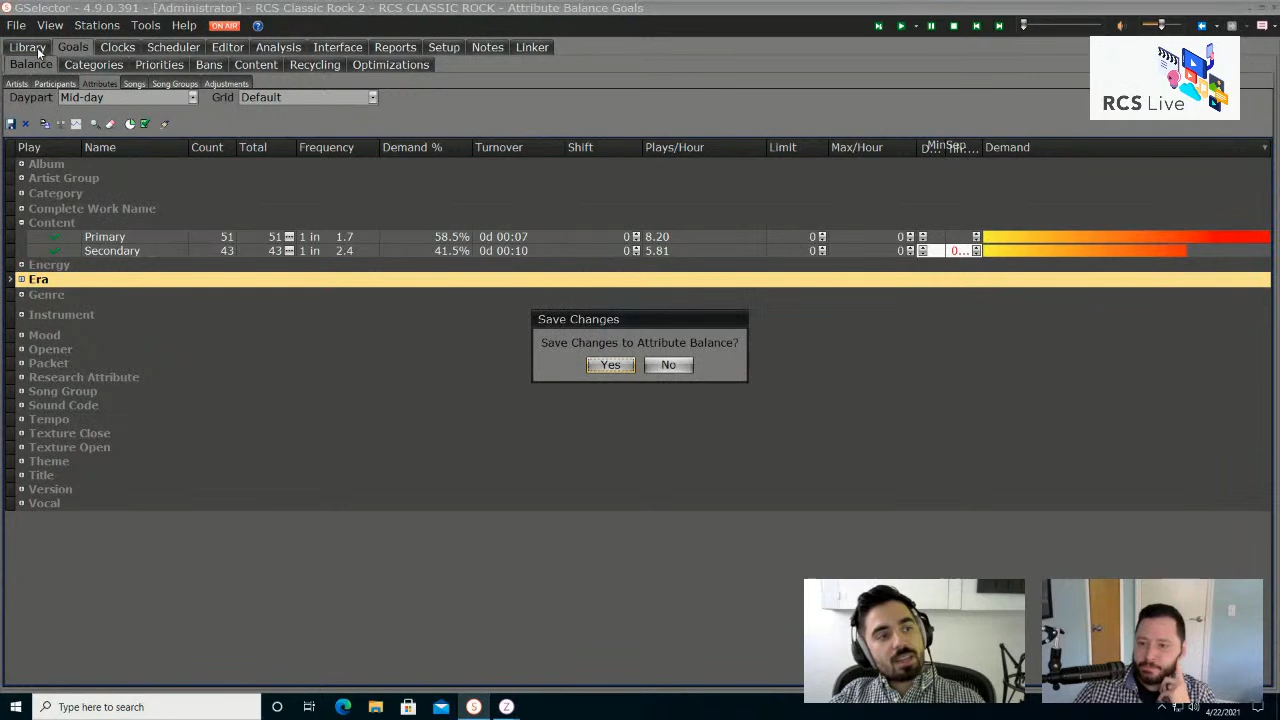 GSelector - 4.9.0.391 - [Administrator] - RCS Classic Rock 2 - RCS CLASSIC ROCK - Attribute Balance Goals
File View Stations Tools Help ON AIR
Library Goals Clocks Scheduler Editor Analysis Interface Reports Setup Notes Linker
Balance Categories Priorities Bans Content Recycling Optimizations
Artists Participants Attributes Songs Song Groups Adjustments
Daypart Mid-day Grid Default
RCS Live
Play Name Count Total Frequency Demand % Turnover Shift Plays/Hour Limit Max/Hour MinSep D... Demand
Album
Artist Group
Category
Complete Work Name
Content
Primary 51 51 1 in 1.7 58.5% 0d 00:07 0 8.20 0 0
Secondary 43 43 1 in 2.4 41.5% 0d 00:10 0 5.81 0 0 0...
Energy
Era
Genre
Instrument
Mood
Opener
Packet
Research Attribute
Song Group
Sound Code
Tempo
Texture Close
Texture Open
Theme
Title
Version
Vocal
Save Changes
Save Changes to Attribute Balance?
Yes No
Type here to search
4/22/2021